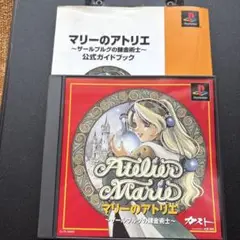 マリーのアトリエ
~ザールブルグの錬金術士~
公式ガイドブック
Atelier
Marie
マリーのアトリエ
~ザールブルグの錬金術士~
ガスト